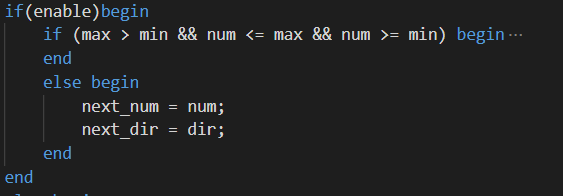 if(enable)begin
    if (max > min && num <= max && num >= min) begin…
    end
    else begin
        next_num = num;
        next_dir = dir;
    end
end